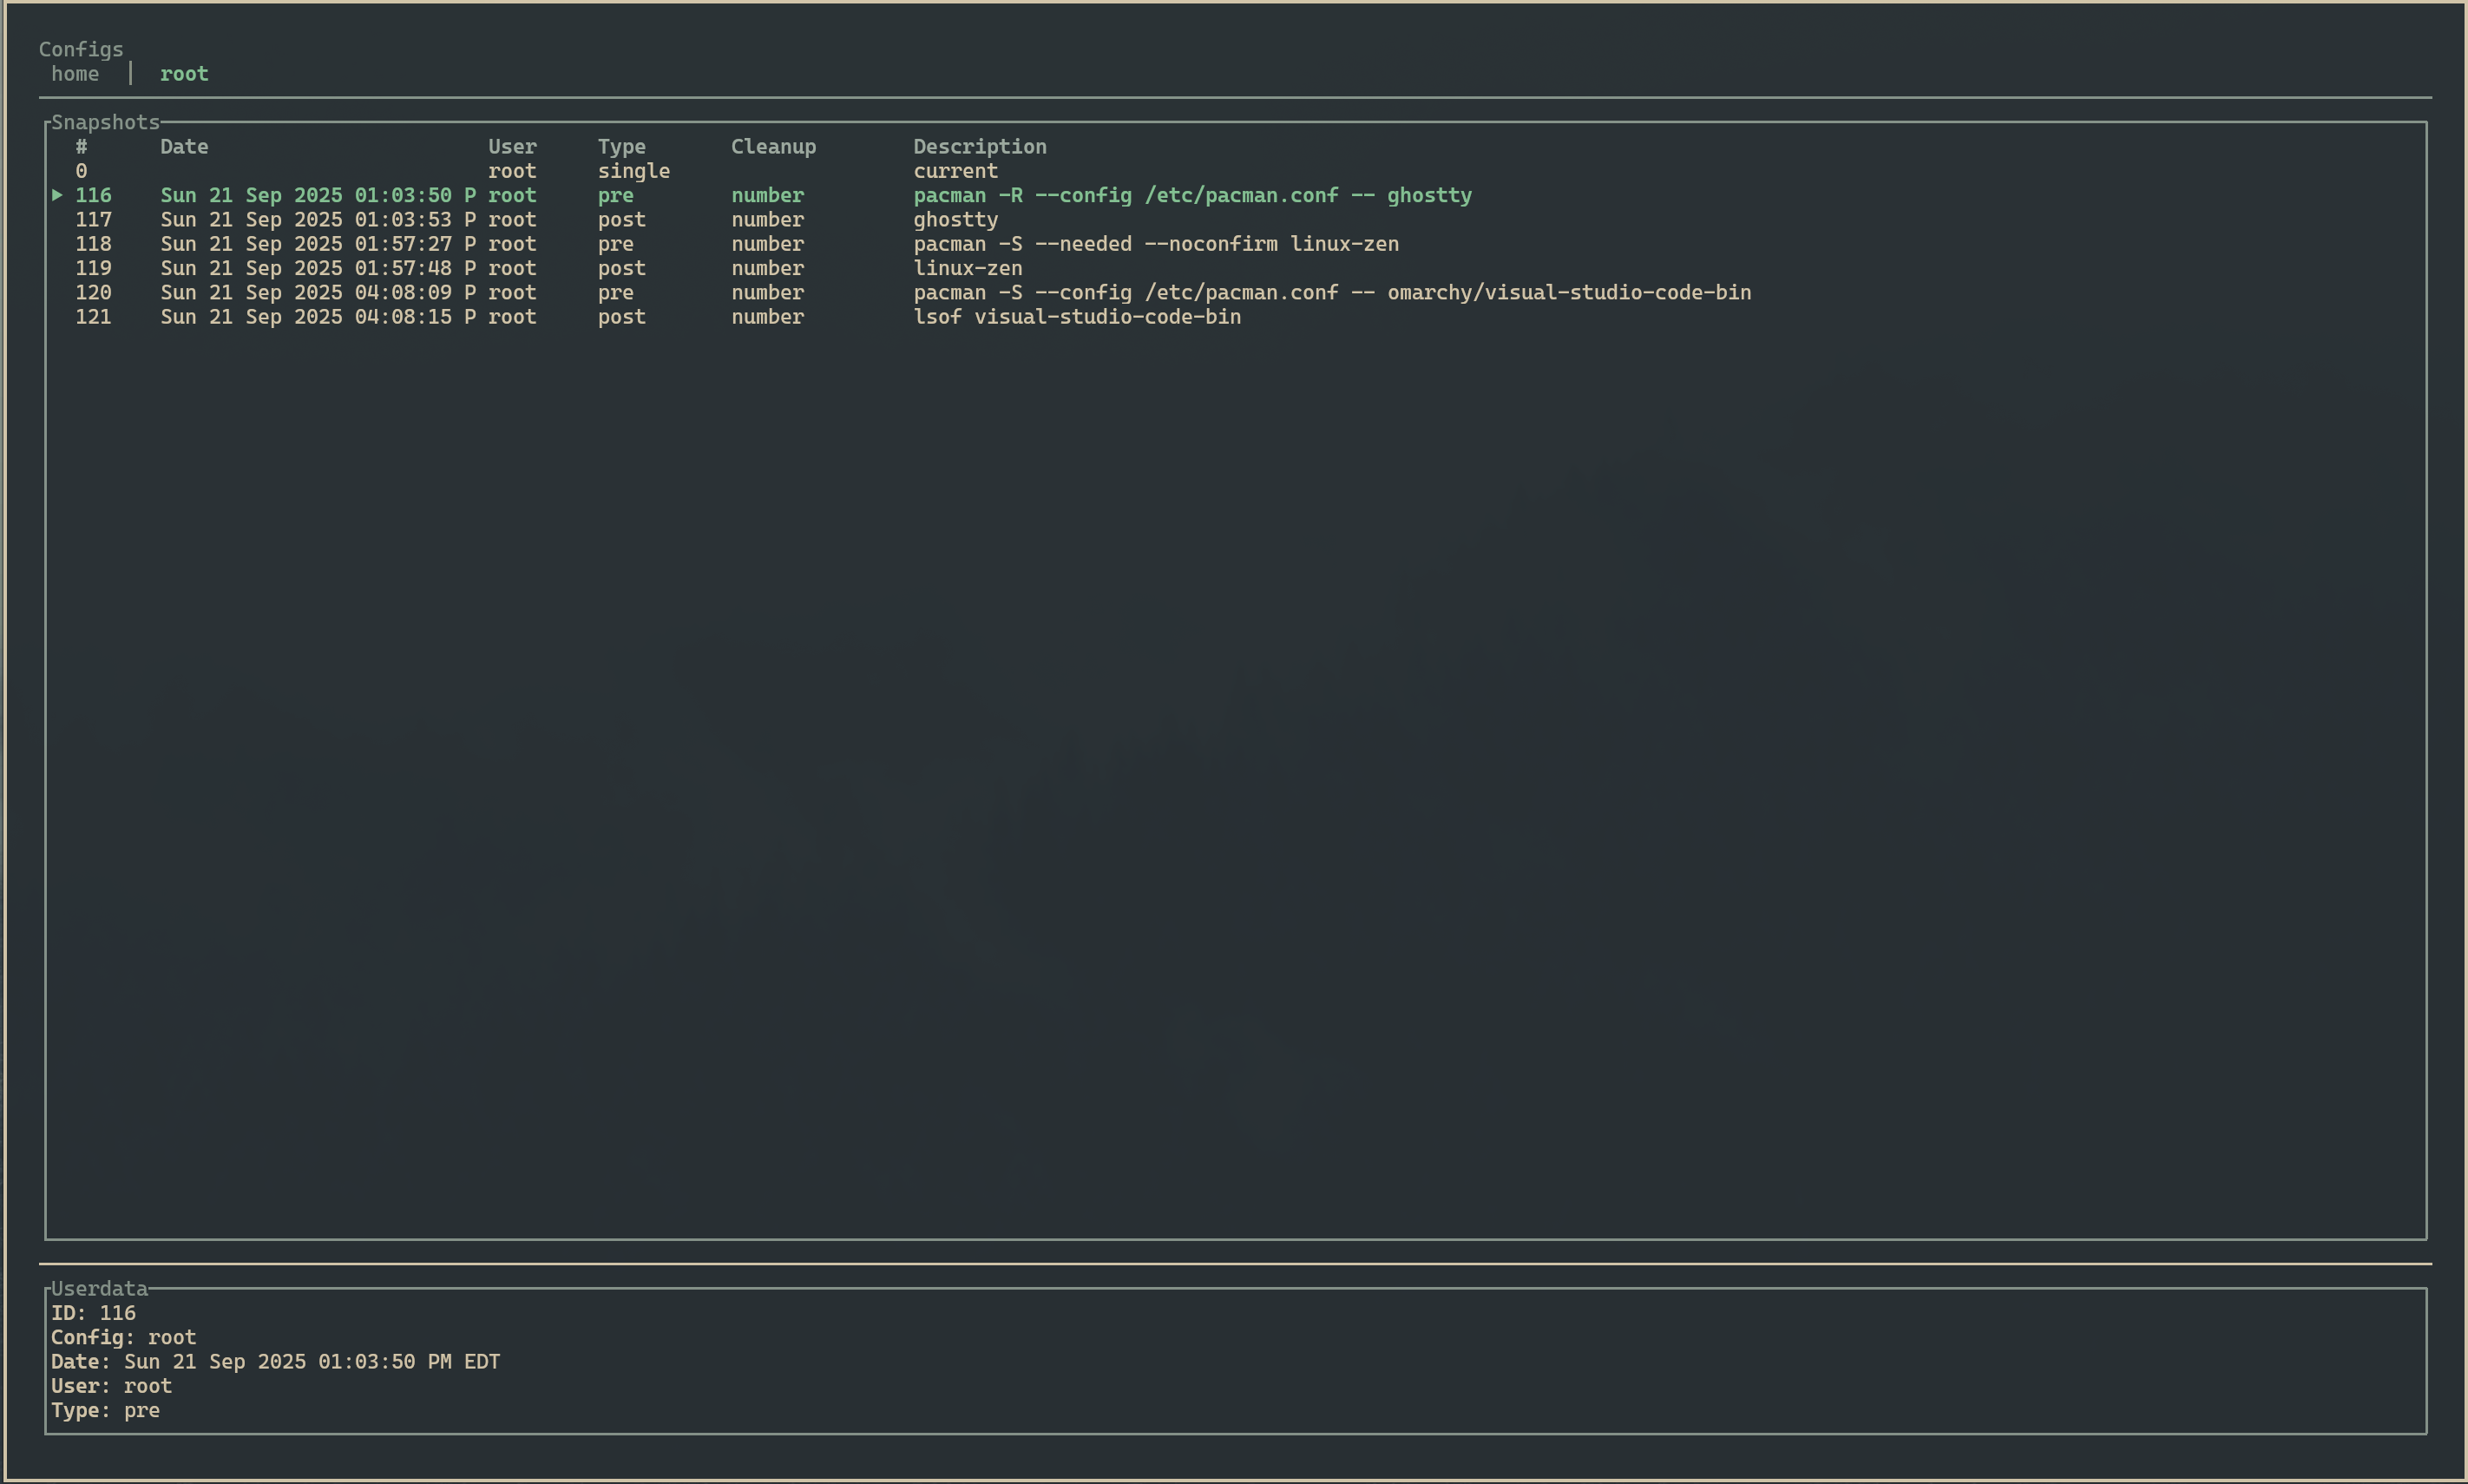 Configs
home │ root
Snapshots
# Date User Type Cleanup Description
0 root single current
▶ 116 Sun 21 Sep 2025 01:03:50 P root pre number pacman -R --config /etc/pacman.conf -- ghostty
117 Sun 21 Sep 2025 01:03:53 P root post number ghostty
118 Sun 21 Sep 2025 01:57:27 P root pre number pacman -S --needed --noconfirm linux-zen
119 Sun 21 Sep 2025 01:57:48 P root post number linux-zen
120 Sun 21 Sep 2025 04:08:09 P root pre number pacman -S --config /etc/pacman.conf -- omarchy/visual-studio-code-bin
121 Sun 21 Sep 2025 04:08:15 P root post number lsof visual-studio-code-bin
Userdata
ID: 116
Config: root
Date: Sun 21 Sep 2025 01:03:50 PM EDT
User: root
Type: pre